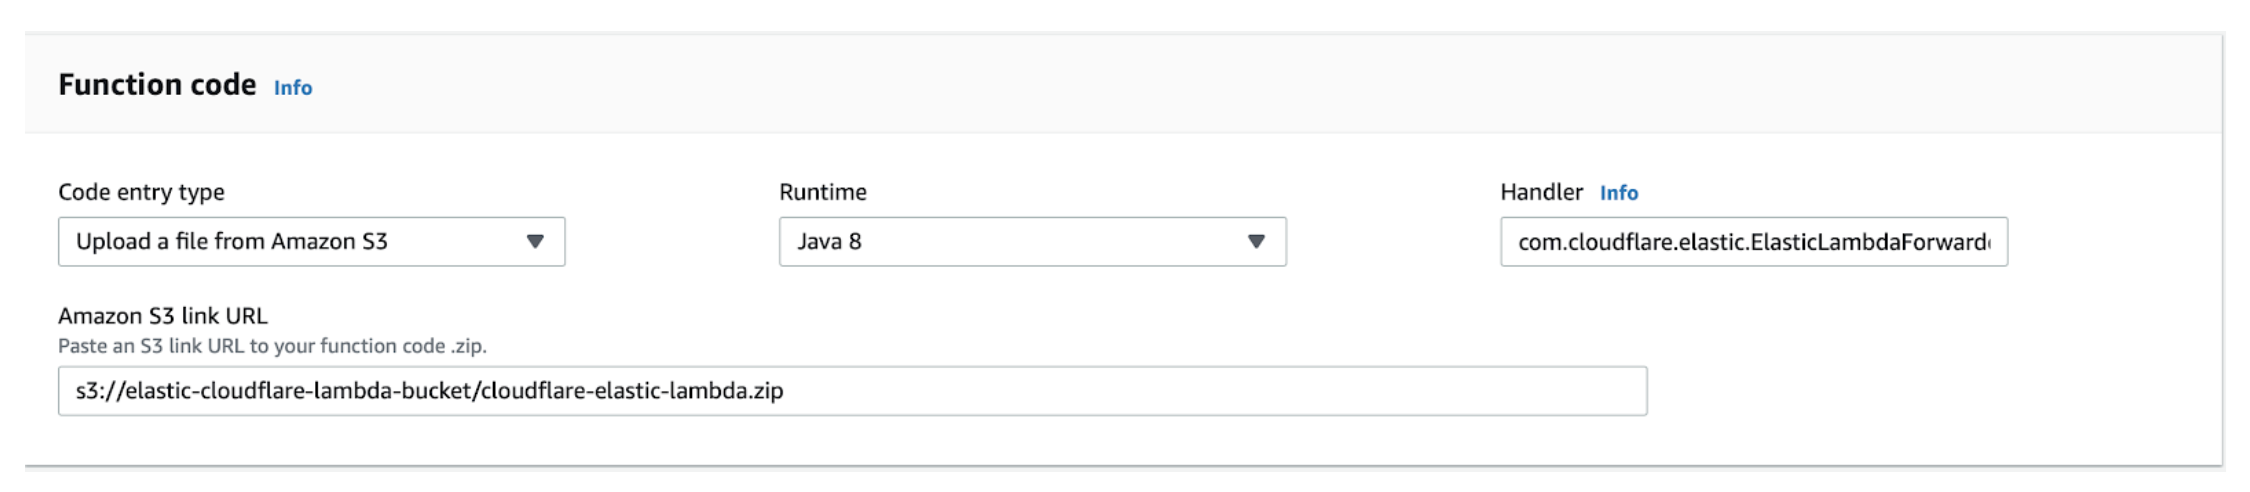 Function code Info
Code entry type Runtime Handler Info
Upload a file from Amazon S3 Java 8 com.cloudflare.elastic.ElasticLambdaForward
Amazon S3 link URL
Paste an S3 link URL to your function code .zip.
s3://elastic-cloudflare-lambda-bucket/cloudflare-elastic-lambda.zip